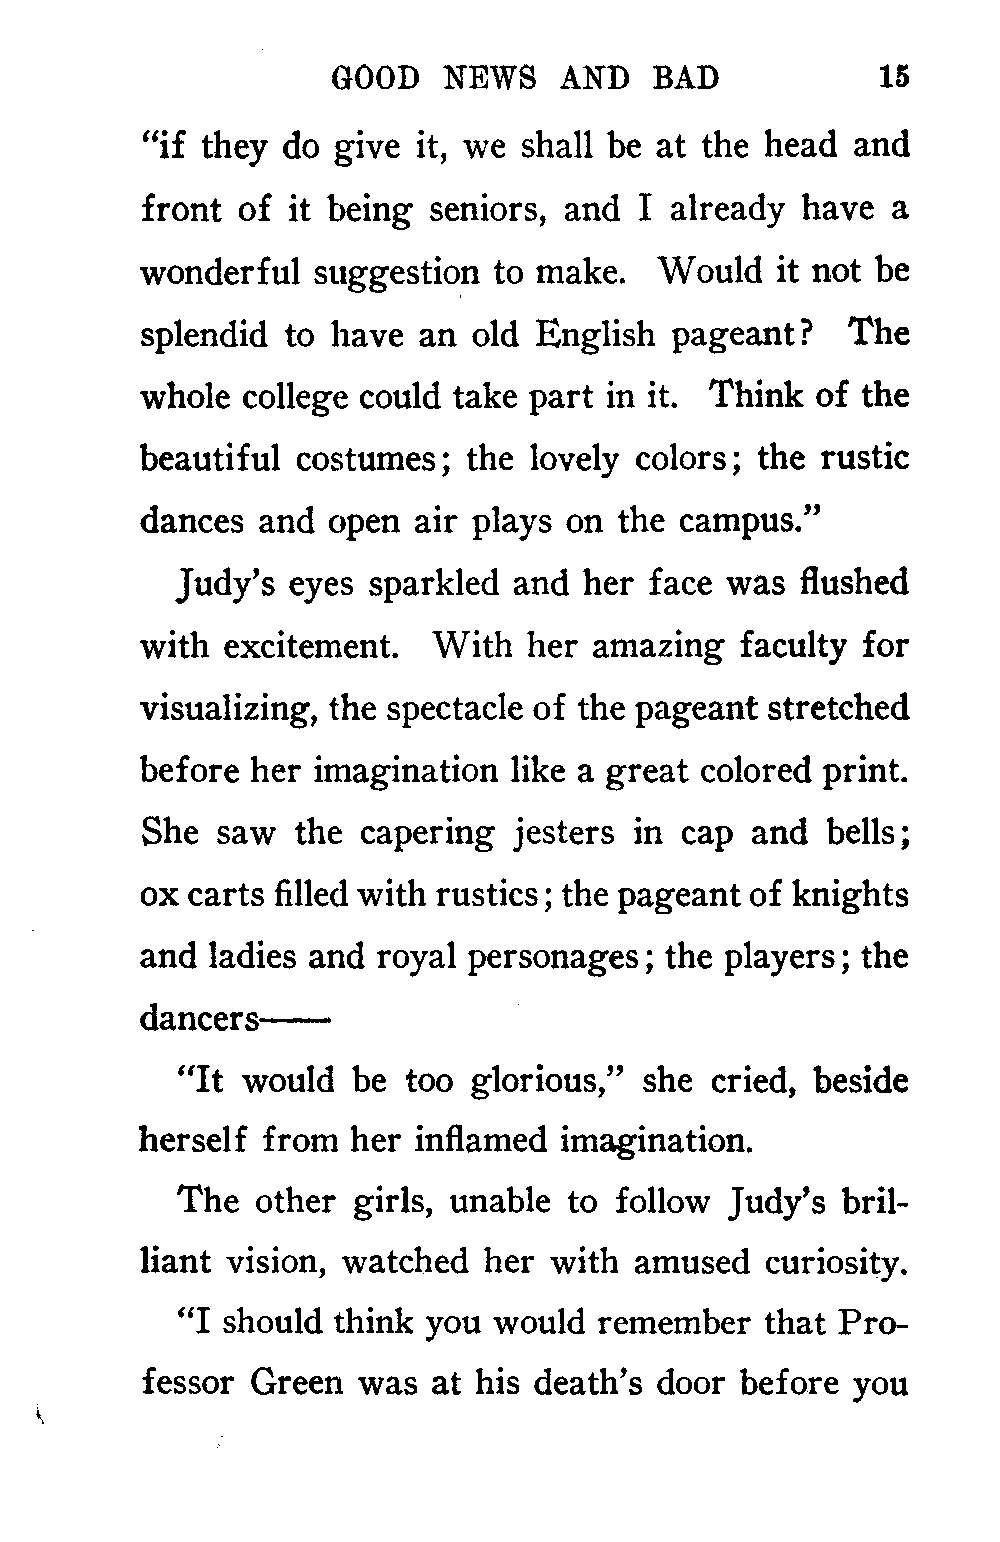 GOOD NEWS AND BAD 15
“if they do give it, we shall be at the head and
front of it being seniors, and I already have a
wonderful suggestion to make. Would it not be
splendid to have an old English pageant? The
whole college could take part in it. Think of the
beautiful costumes; the lovely colors; the rustic
dances and open air plays on the campus.”
Judy’s eyes sparkled and her face was flushed
with excitement. With her amazing faculty for
visualizing, the spectacle of the pageant stretched
before her imagination like a great colored print.
She saw the capering jesters in cap and bells;
ox carts filled with rustics; the pageant of knights
and ladies and royal personages; the players; the
dancers——
“It would be too glorious,” she cried, beside
herself from her inflamed imagination.
The other girls, unable to follow Judy’s bril-
liant vision, watched her with amused curiosity.
“I should think you would remember that Pro-
fessor Green was at his death’s door before you